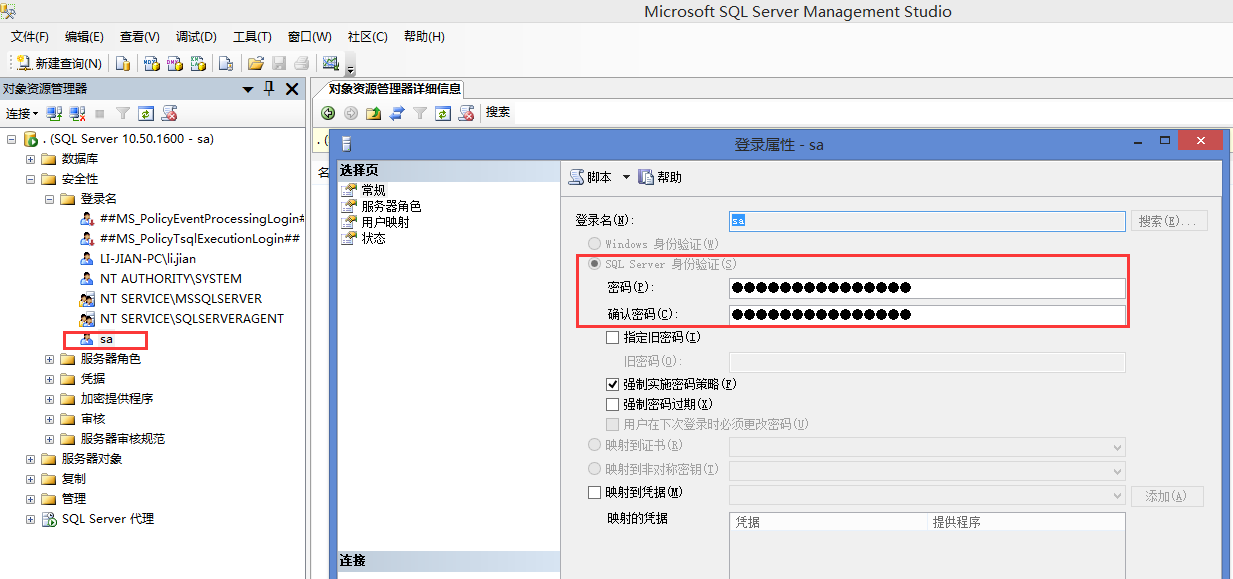 Microsoft SQL Server Management Studio
文件(F) 编辑(E) 查看(V) 调试(D) 工具(T) 窗口(W) 社区(C) 帮助(H)
新建查询(N)
对象资源管理器
连接
. (SQL Server 10.50.1600 - sa)
数据库
安全性
登录名
##MS_PolicyEventProcessingLogin#
##MS_PolicyTsqlExecutionLogin##
LI-JIAN-PC\li.jian
NT AUTHORITY\SYSTEM
NT SERVICE\MSSQLSERVER
NT SERVICE\SQLSERVERAGENT
sa
服务器角色
凭据
加密提供程序
审核
服务器审核规范
服务器对象
复制
管理
SQL Server 代理
对象资源管理器详细信息
搜索
. (
名
登录属性 - sa
选择页
常规
服务器角色
用户映射
状态
连接
脚本 帮助
登录名(N): sa 搜索(E)...
Windows 身份验证(W)
SQL Server 身份验证(S)
密码(P): ●●●●●●●●●●●●●●●
确认密码(C): ●●●●●●●●●●●●●●●
指定旧密码(I)
旧密码(O):
强制实施密码策略(F)
强制密码过期(X)
用户在下次登录时必须更改密码(U)
映射到证书(R)
映射到非对称密钥(T)
映射到凭据(M) 添加(A)
映射的凭据 凭据 提供程序